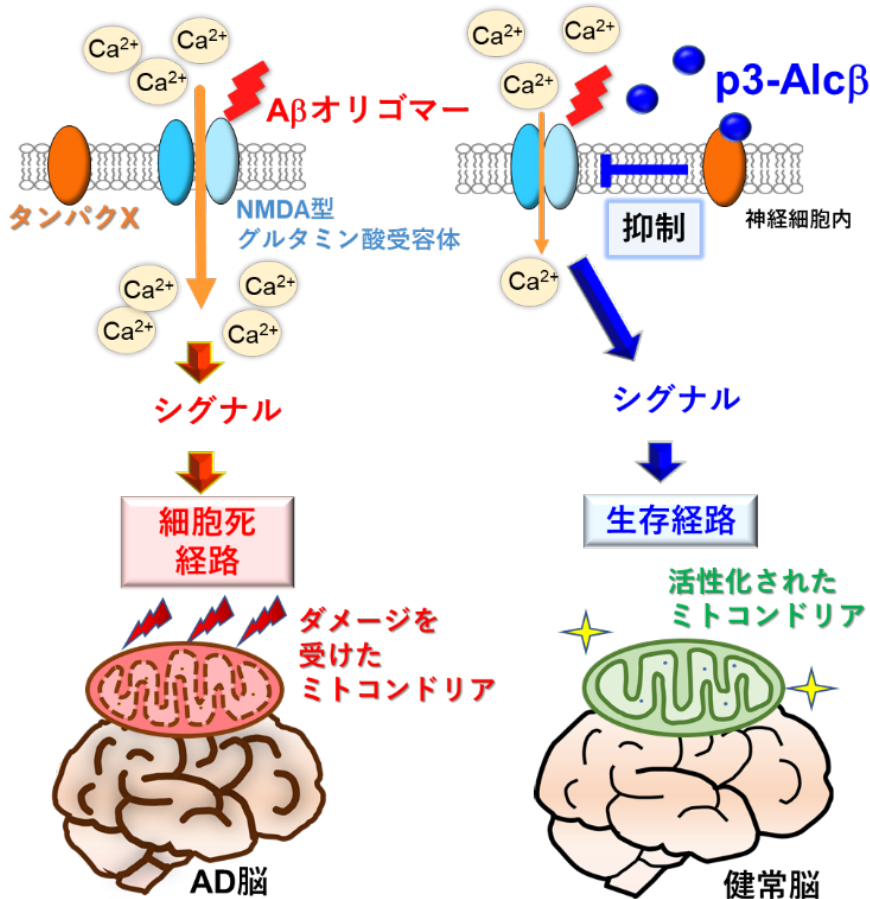 Ca²⁺
Ca²⁺
Ca²⁺
Aβオリゴマー
タンパクX
NMDA型
グルタミン酸受容体
Ca²⁺
Ca²⁺
Ca²⁺
Ca²⁺
シグナル
細胞死
経路
ダメージを
受けた
ミトコンドリア
AD脳
Ca²⁺
Ca²⁺
Ca²⁺
p3-Alcβ
抑制
神経細胞内
Ca²⁺
シグナル
生存経路
活性化された
ミトコンドリア
健常脳